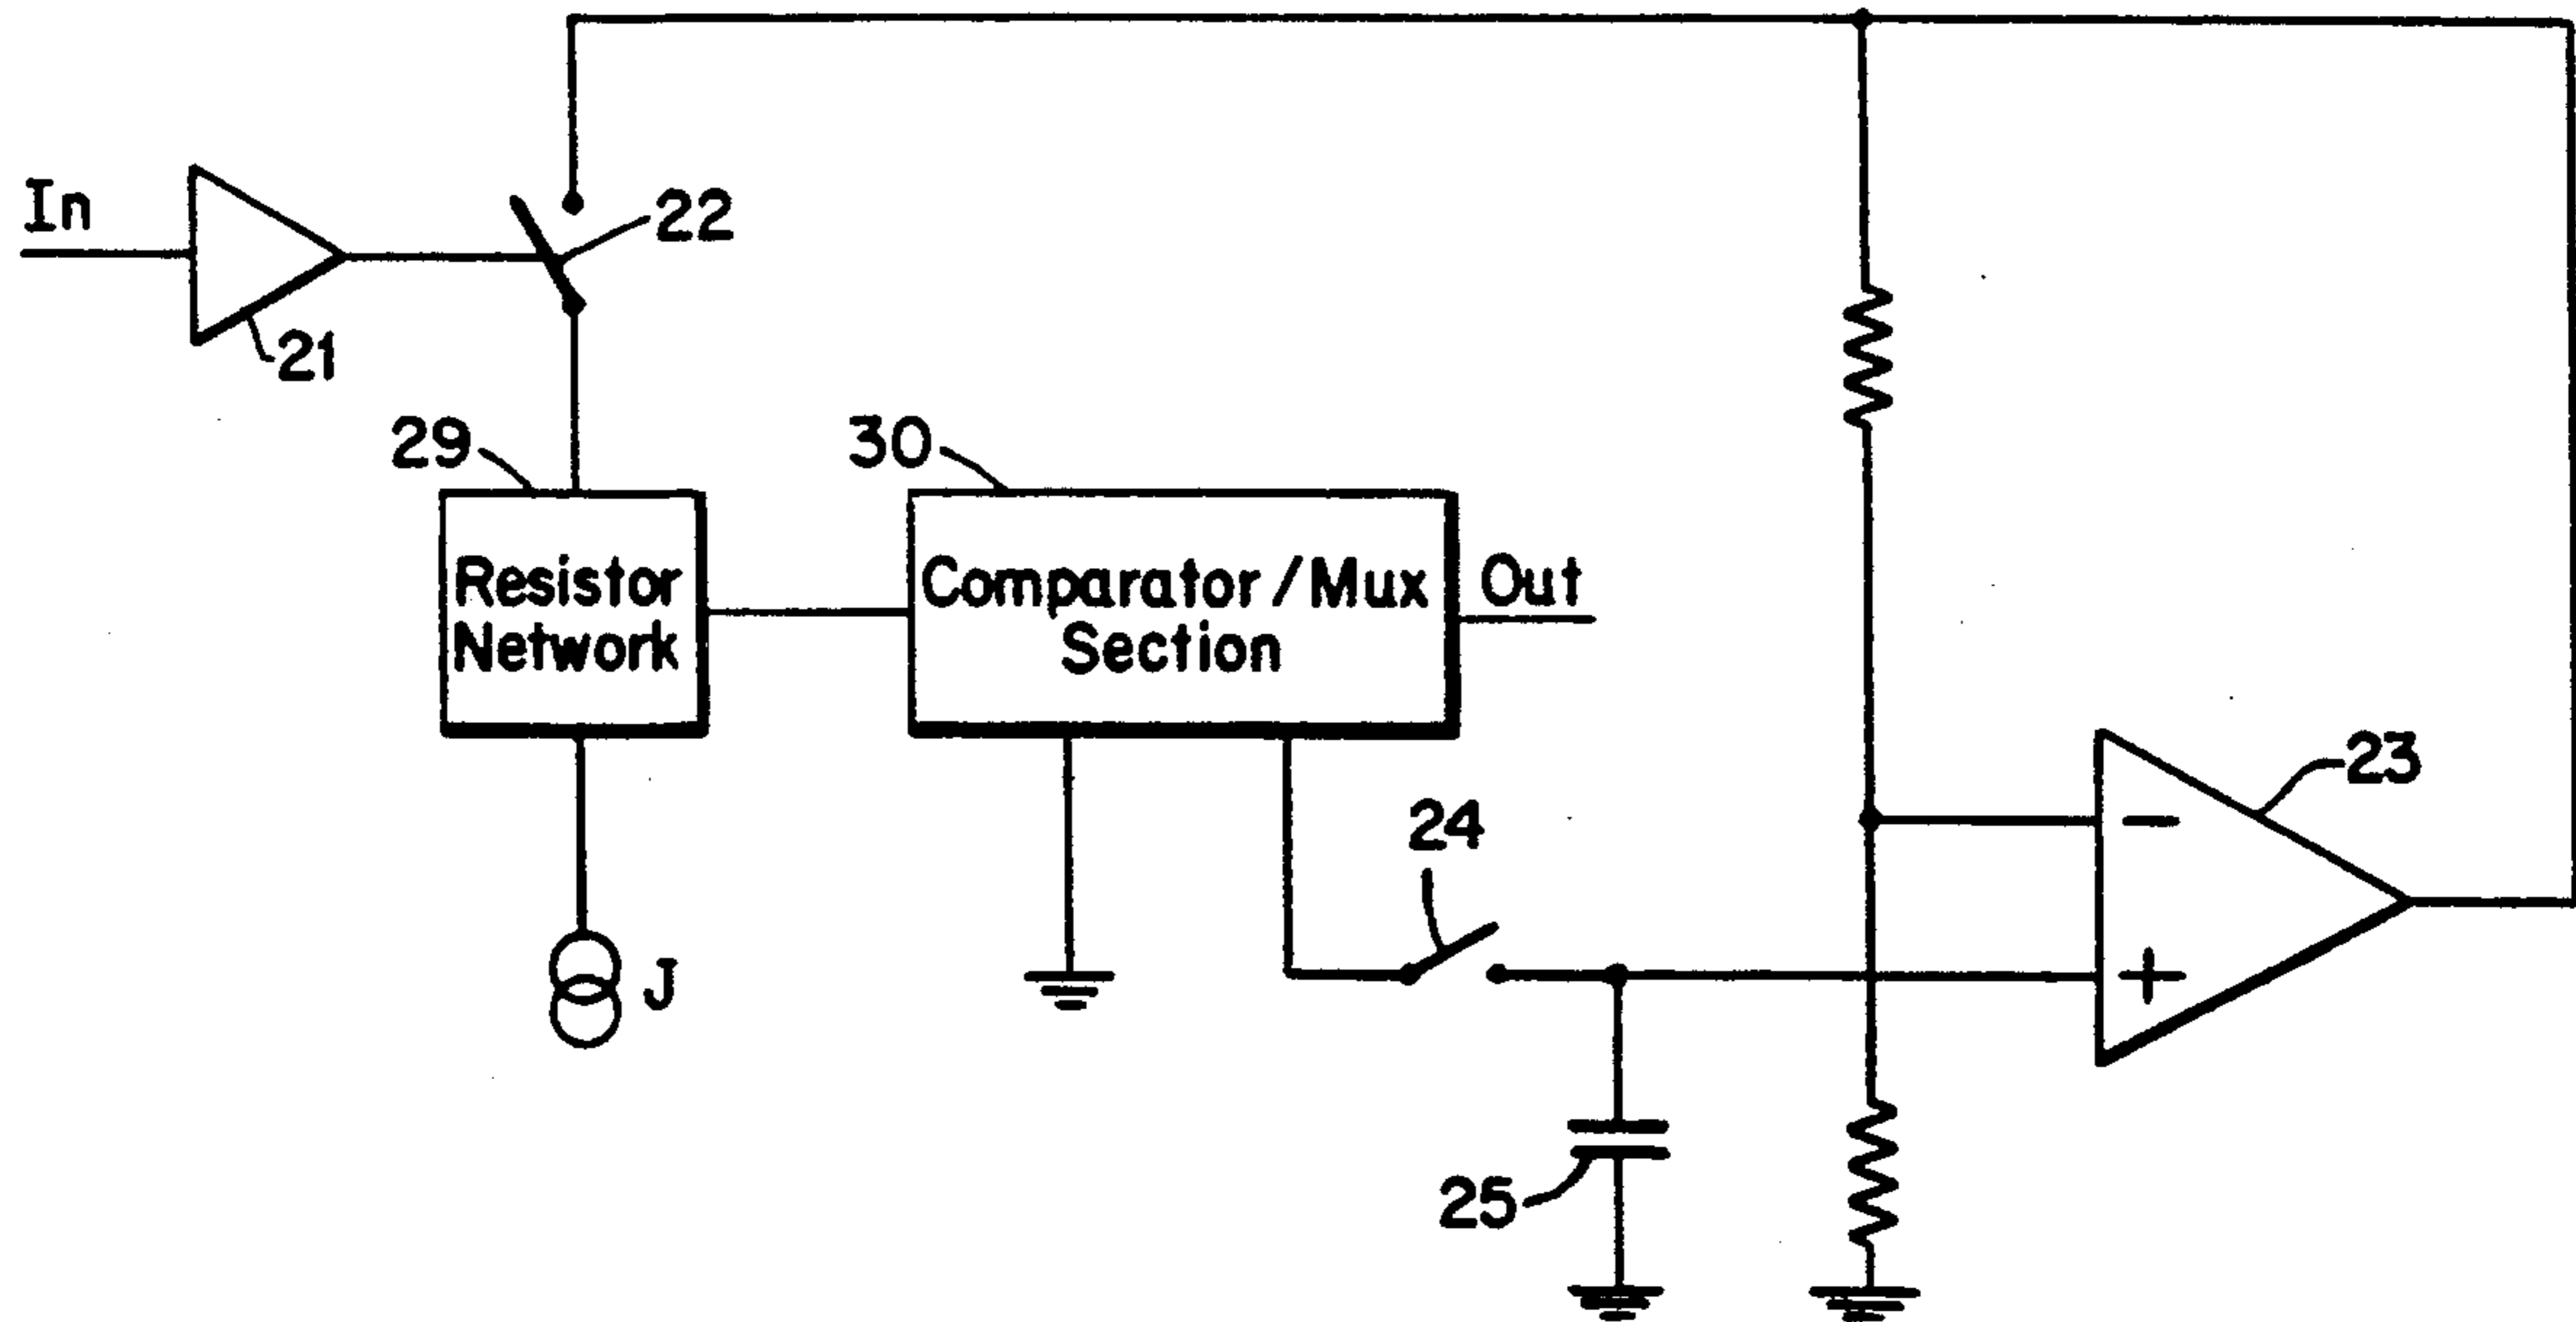 In
22
21
29
30
Resistor
Network
Comparator/Mux
Section
Out
23
-
24
+
J
25